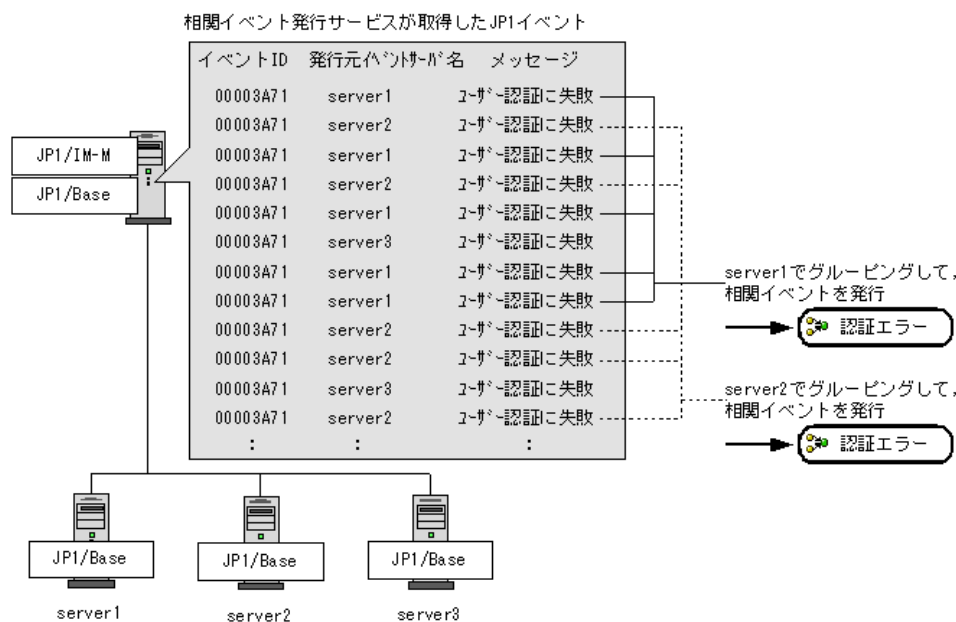 相関イベント発行サービスが取得したJP1イベント
イベントID 発行元ｲﾍﾞﾝﾄｻｰﾊﾞ名 メッセージ
00003A71 server1 ﾕｰｻﾞｰ認証に失敗
00003A71 server2 ﾕｰｻﾞｰ認証に失敗
00003A71 server1 ﾕｰｻﾞｰ認証に失敗
00003A71 server2 ﾕｰｻﾞｰ認証に失敗
00003A71 server1 ﾕｰｻﾞｰ認証に失敗
00003A71 server3 ﾕｰｻﾞｰ認証に失敗
00003A71 server1 ﾕｰｻﾞｰ認証に失敗
00003A71 server1 ﾕｰｻﾞｰ認証に失敗
00003A71 server2 ﾕｰｻﾞｰ認証に失敗
00003A71 server2 ﾕｰｻﾞｰ認証に失敗
00003A71 server3 ﾕｰｻﾞｰ認証に失敗
00003A71 server2 ﾕｰｻﾞｰ認証に失敗
： ： ：
JP1/IM-M
JP1/Base
server1でグルーピングして，
相関イベントを発行
認証エラー
server2でグルーピングして，
相関イベントを発行
認証エラー
JP1/Base JP1/Base JP1/Base
server1 server2 server3